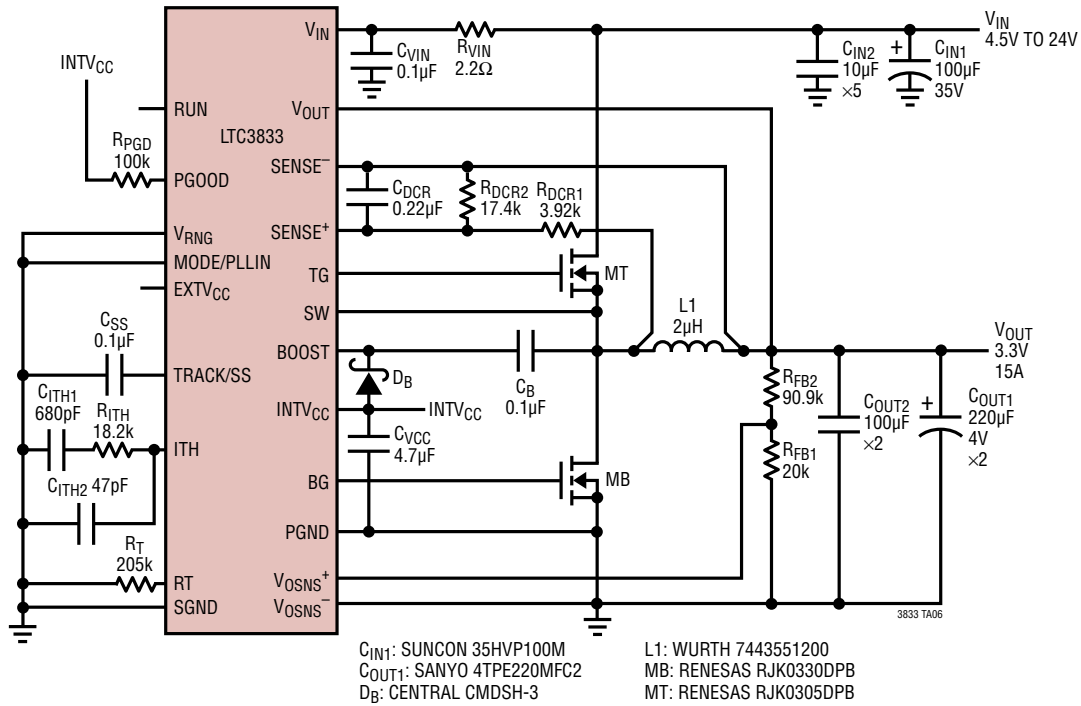 INTVCC
RPGD
100k
RUN
PGOOD
VRNG
MODE/PLLIN
EXTVCC
CSS
0.1µF
TRACK/SS
CITH1
680pF
RITH
18.2k
ITH
CITH2 47pF
RT
205k
RT
SGND
LTC3833
VIN
VOUT
SENSE–
SENSE+
TG
SW
BOOST
INTVCC
BG
PGND
VOSNS+
VOSNS–
CVIN
0.1µF
RVIN
2.2Ω
CIN2
10µF
×5
+
CIN1
100µF
35V
VIN
4.5V TO 24V
CDCR
0.22µF
RDCR2
17.4k
RDCR1
3.92k
MT
L1
2µH
DB
CB
0.1µF
INTVCC
CVCC
4.7µF
MB
RFB2
90.9k
RFB1
20k
COUT2
100µF
×2
+
COUT1
220µF
4V
×2
VOUT
3.3V
15A
3833 TA06
CIN1: SUNCON 35HVP100M
COUT1: SANYO 4TPE220MFC2
DB: CENTRAL CMDSH-3
L1: WURTH 7443551200
MB: RENESAS RJK0330DPB
MT: RENESAS RJK0305DPB